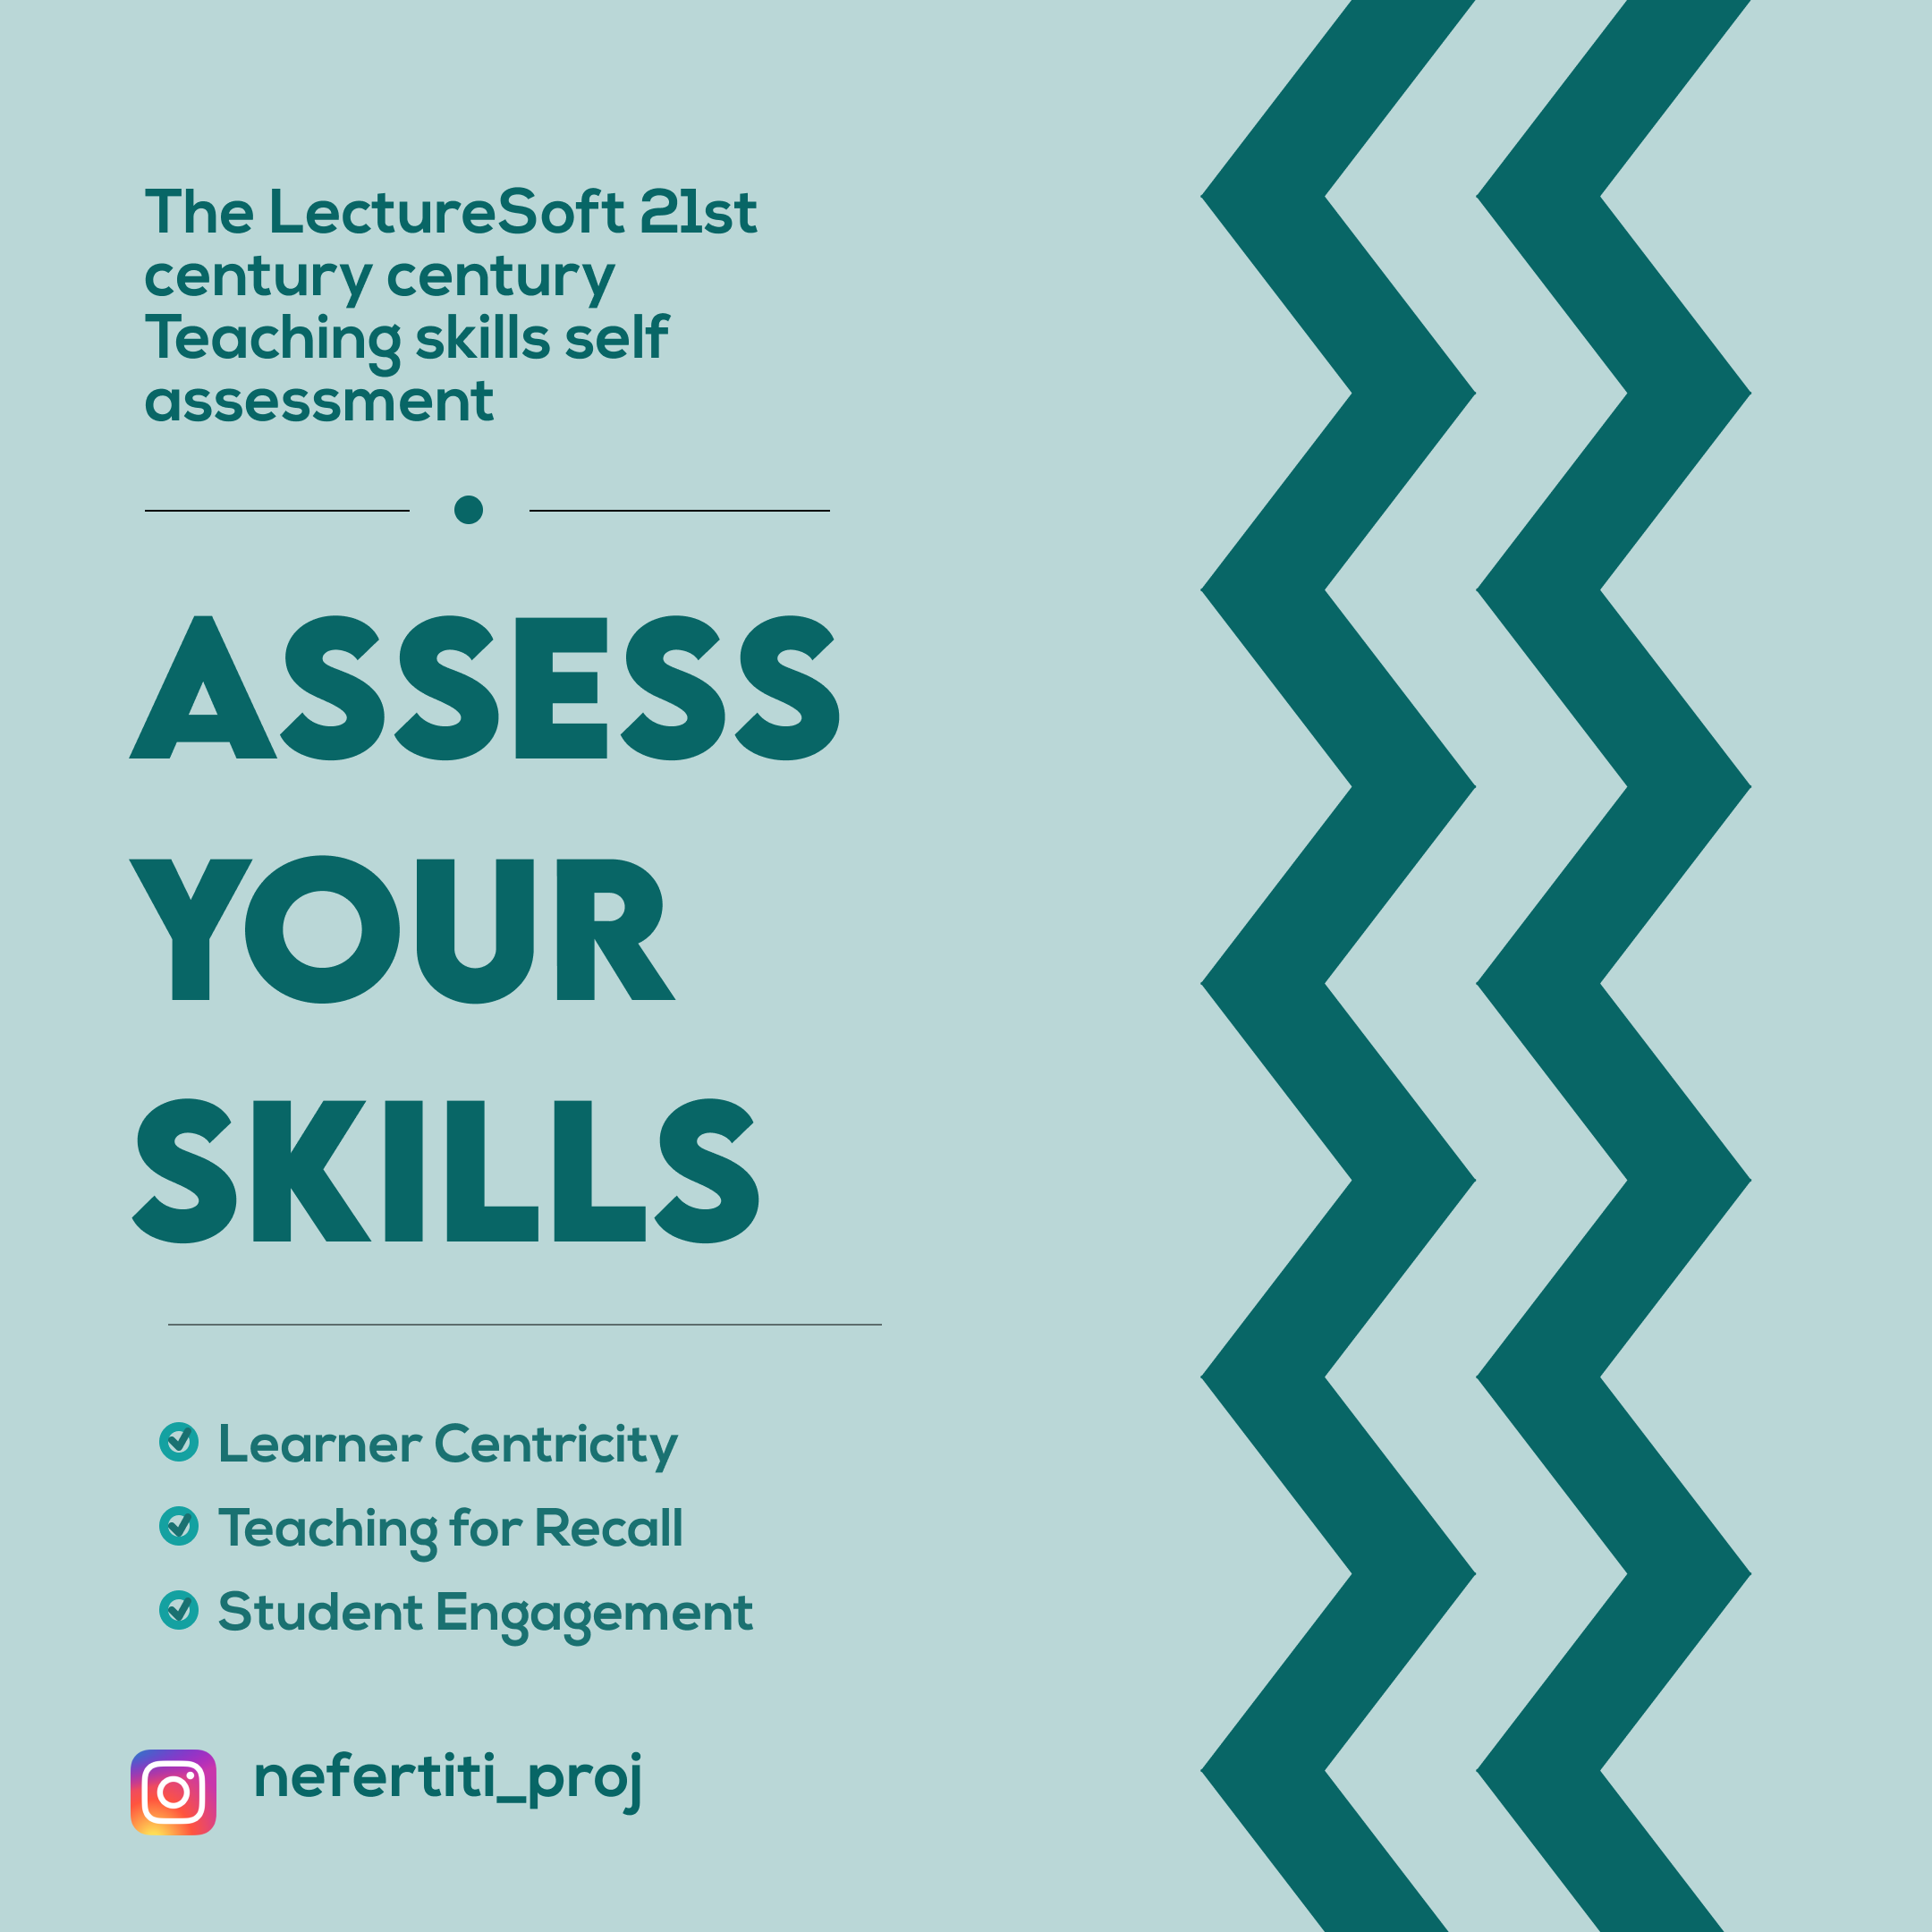 The LectureSoft 21st
century century
Teaching skills self
assessment
ASSESS
YOUR
SKILLS
Learner Centricity
Teaching for Recall
Student Engagement
nefertiti_proj